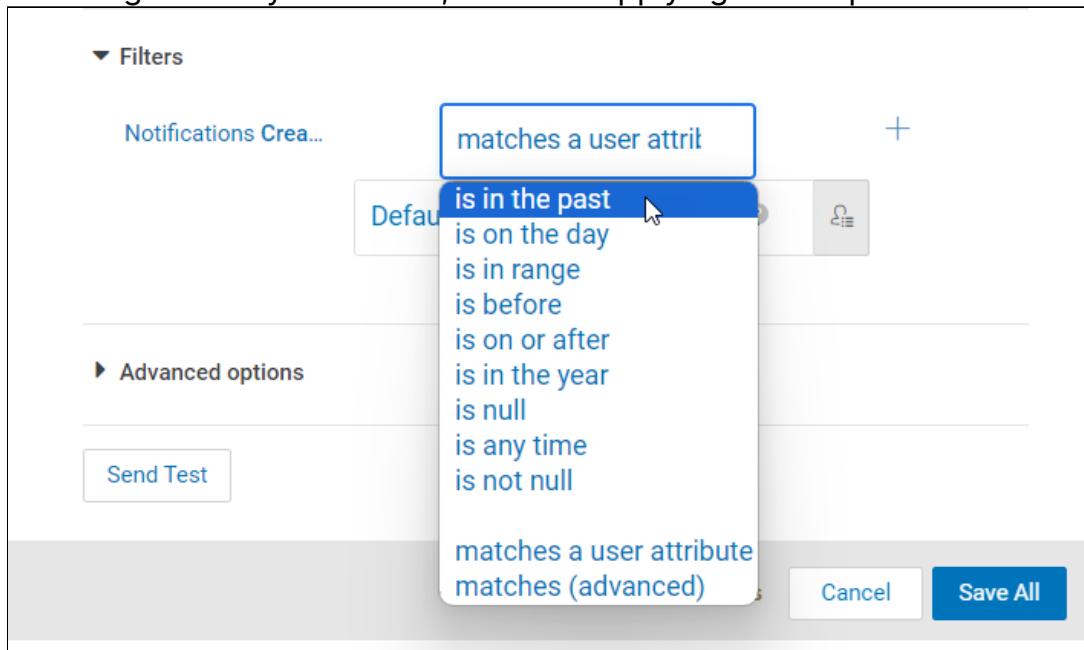 Filters
Notifications Crea...
matches a user attrib
Defau
is in the past
is on the day
is in range
is before
is on or after
is in the year
is null
is any time
is not null
matches a user attribute
matches (advanced)
Advanced options
Send Test
s
Cancel
Save All